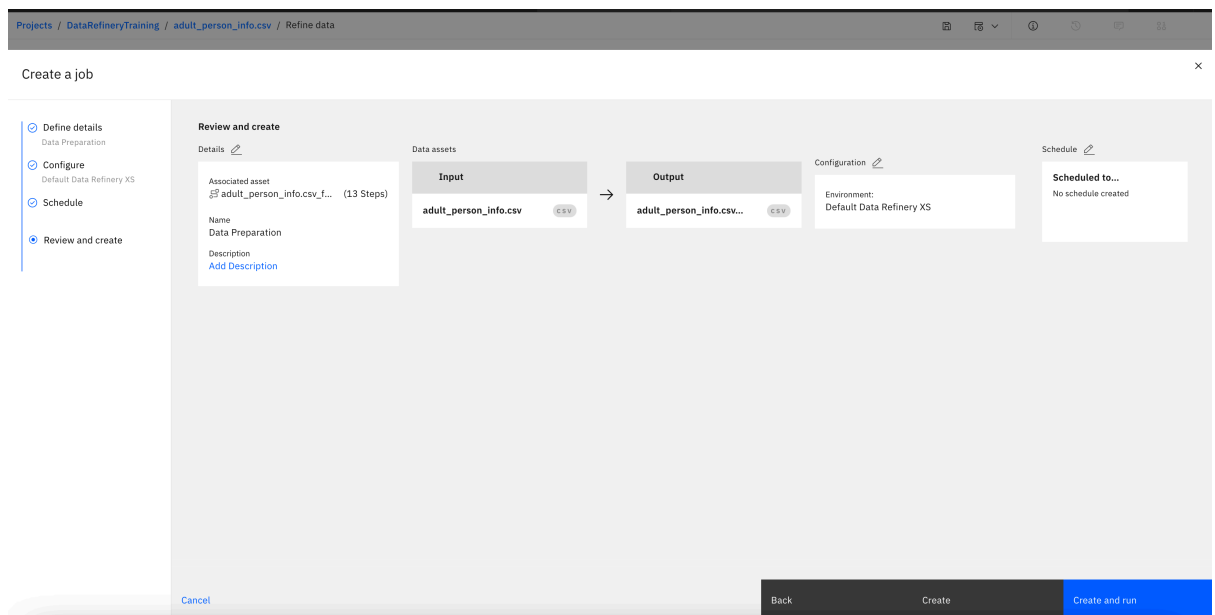 Projects / DataRefineryTraining / adult_person_info.csv / Refine data
Create a job
Define details
Data Preparation
Configure
Default Data Refinery XS
Schedule
Review and create
Review and create
Details
Associated asset
adult_person_info.csv_f... (13 Steps)
Name
Data Preparation
Description
Add Description
Data assets
Input
adult_person_info.csv CSV
Output
adult_person_info.csv... CSV
Configuration
Environment:
Default Data Refinery XS
Schedule
Scheduled to...
No schedule created
Cancel
Back
Create
Create and run